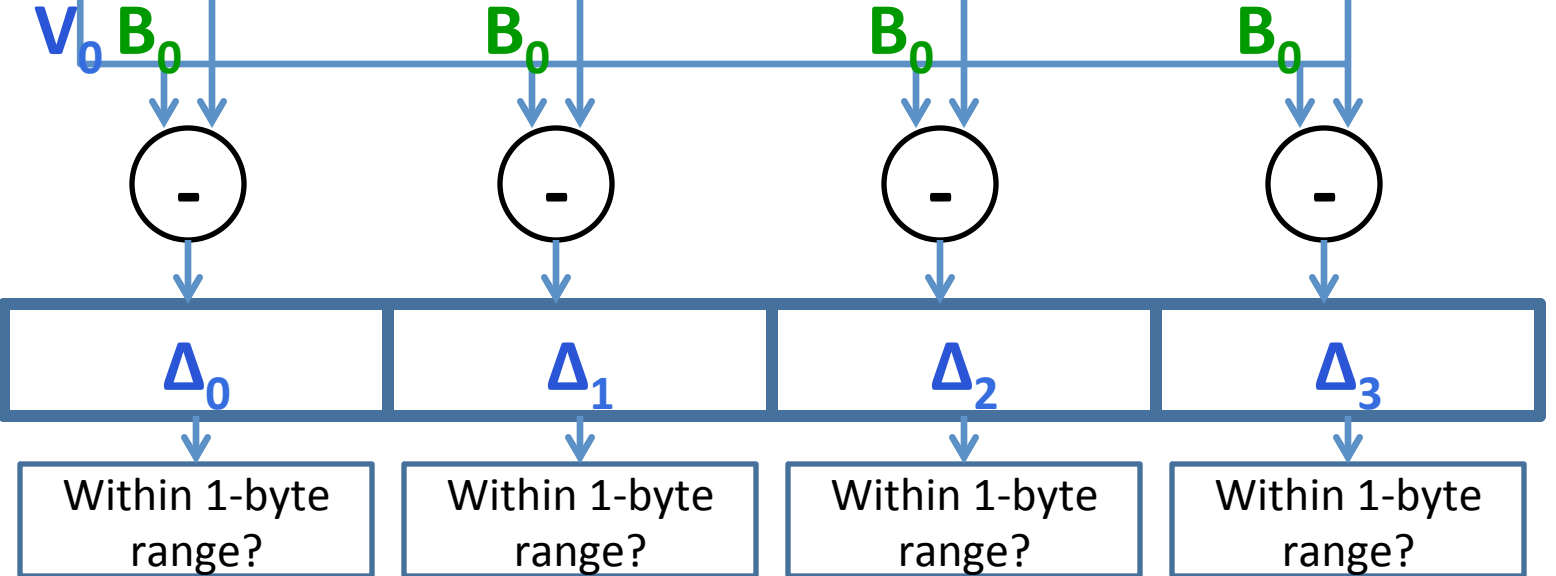 V₀ B₀ B₀ B₀ B₀
- - - -
Δ₀ Δ₁ Δ₂ Δ₃
Within 1-byte Within 1-byte Within 1-byte Within 1-byte
range? range? range? range?